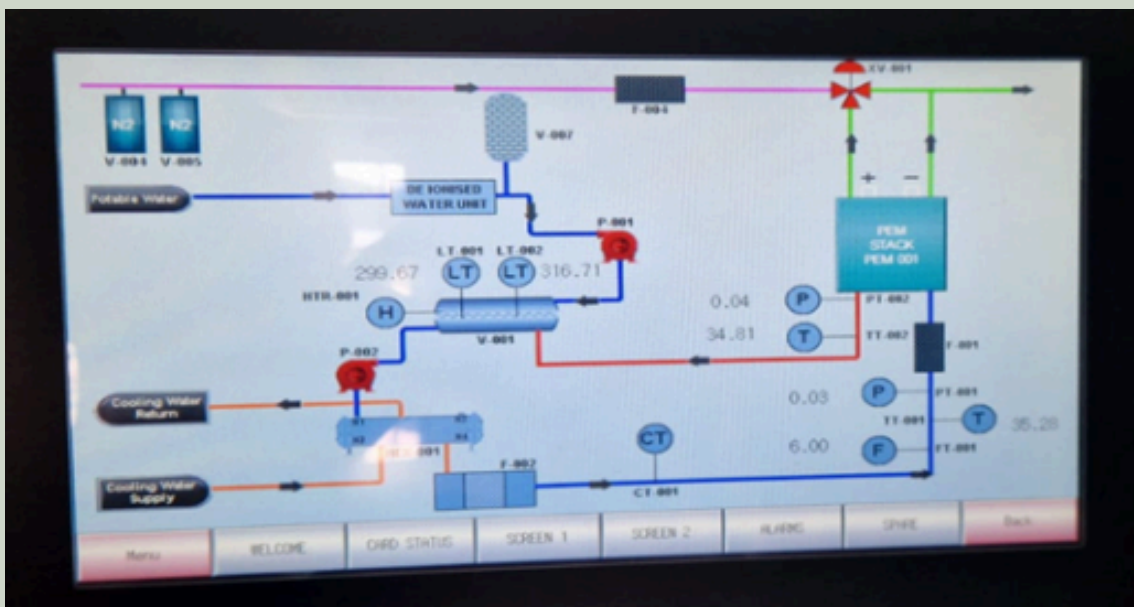 XV-001
N2
N2
F-004
V-004
V-005
V-007
Potable Water
DE IONISED
WATER UNIT
P-001
+
-
PEM
STACK
PEM 001
LT-001
LT-002
299.67
LT
LT
316.71
HTR-001
H
V-001
0.04
P
PT-002
34.81
T
TT-002
P-002
F-001
Cooling Water
Return
0.03
P
PT-001
TT-001
T
35.28
CT
6.00
F
FT-001
F-002
Cooling Water
Supply
CT-001
Menu
WELCOME
CARD STATUS
SCREEN 1
SCREEN 2
ALARMS
SPARE
Back